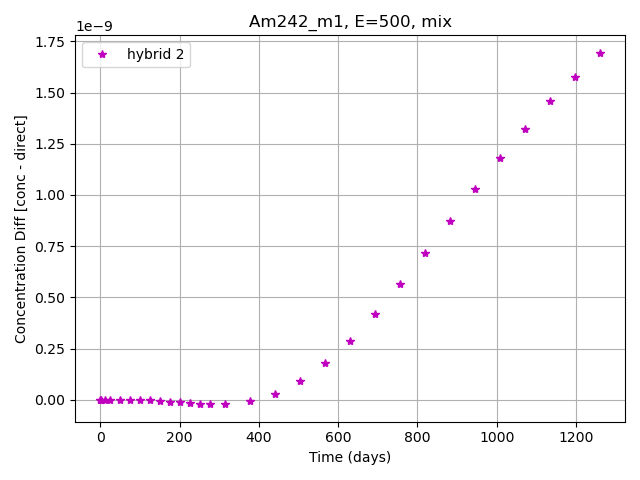 Am242_m1, E=500, mix
1e−9
hybrid 2
1.75
1.50
1.25
1.00
0.75
0.50
0.25
0.00
Concentration Diff [conc - direct]
0 200 400 600 800 1000 1200
Time (days)